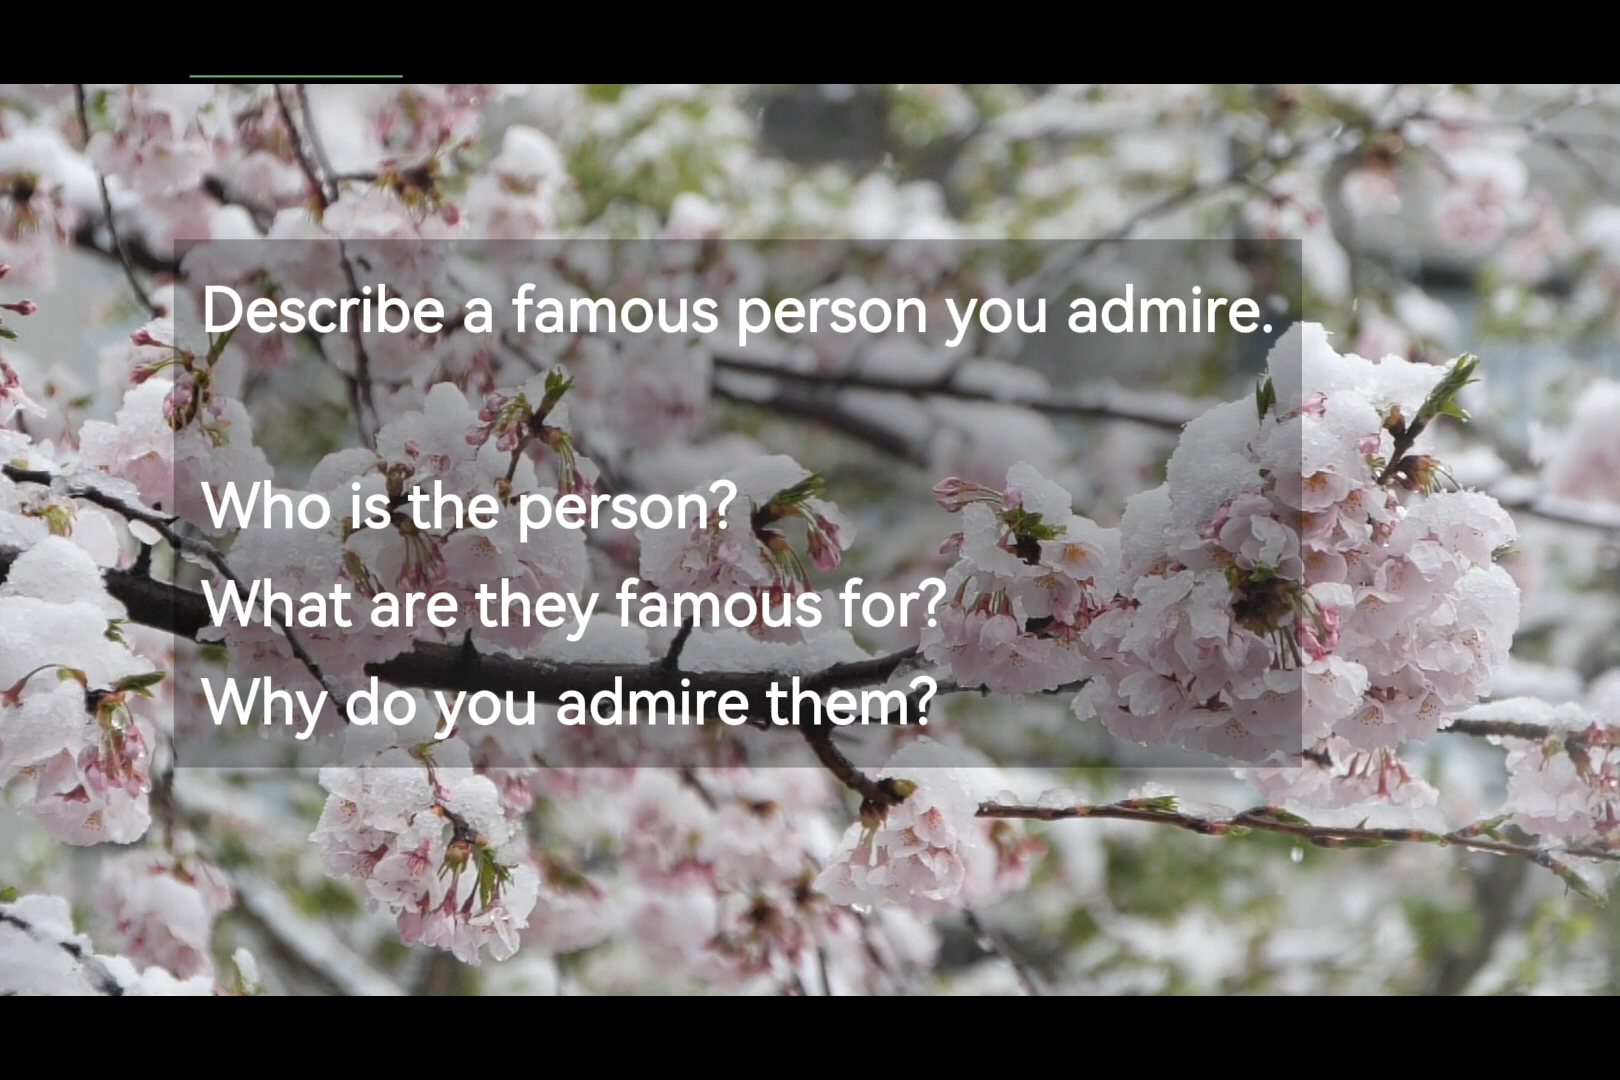 Describe a famous person you admire.
Who is the person?
What are they famous for?
Why do you admire them?